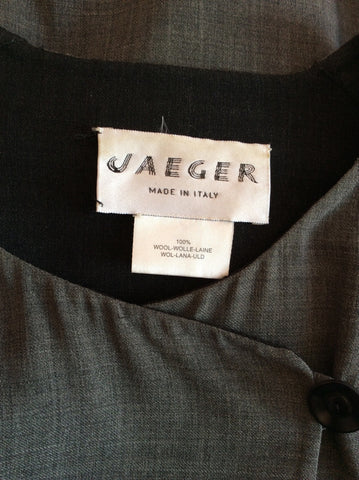 JAEGER
MADE IN ITALY
100%
WOOL-WOLLE-LAINE
WOL-LANA-ULD